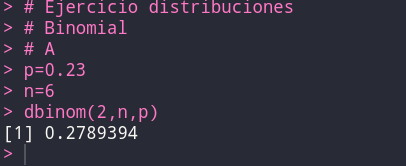 > # Ejercicio distribuciones
> # Binomial
> # A
> p=0.23
> n=6
> dbinom(2,n,p)
[1] 0.2789394
>